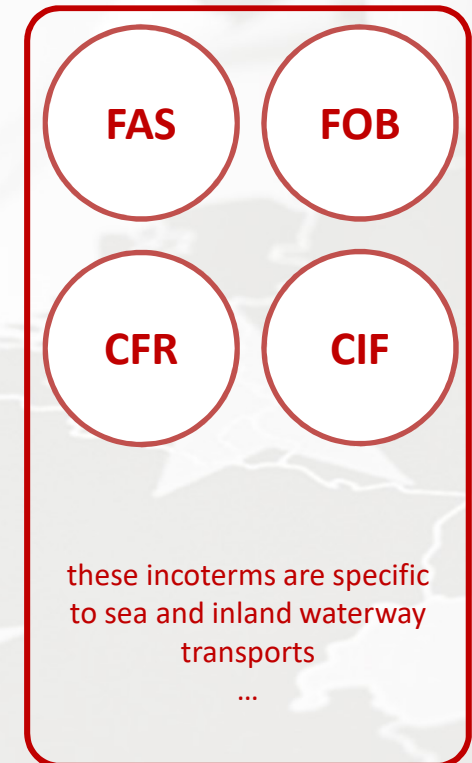 FAS
FOB
CFR
CIF
these incoterms are specific
to sea and inland waterway
transports
...